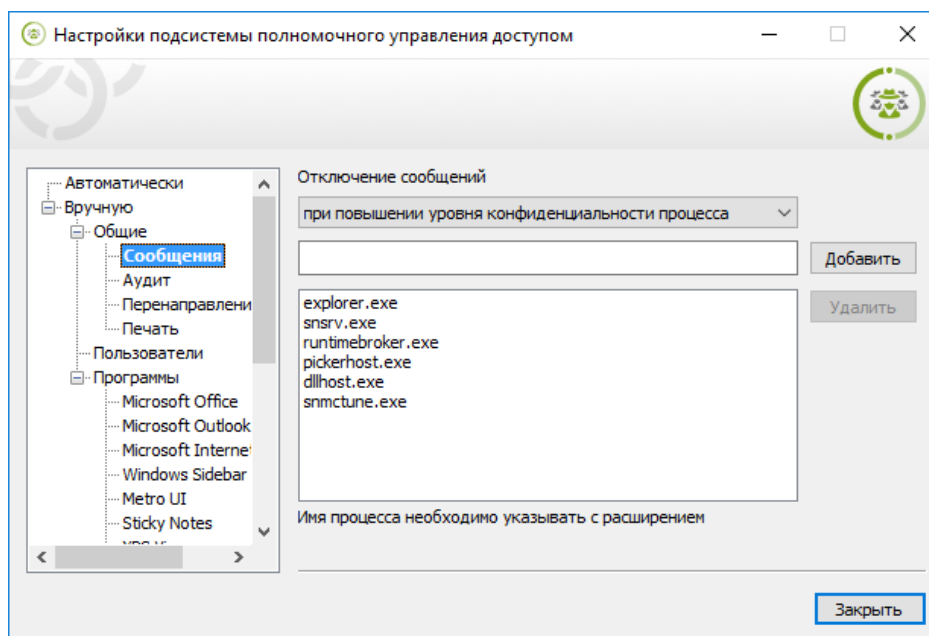 Настройки подсистемы полномочного управления доступом
Автоматически
Вручную
Общие
Сообщения
Аудит
Перенаправлени
Печать
Пользователи
Программы
Microsoft Office
Microsoft Outlook
Microsoft Interne
Windows Sidebar
Metro UI
Sticky Notes
Отключение сообщений
при повышении уровня конфиденциальности процесса
Добавить
explorer.exe
snsrv.exe
runtimebroker.exe
pickerhost.exe
dllhost.exe
snmctune.exe
Удалить
Имя процесса необходимо указывать с расширением
Закрыть